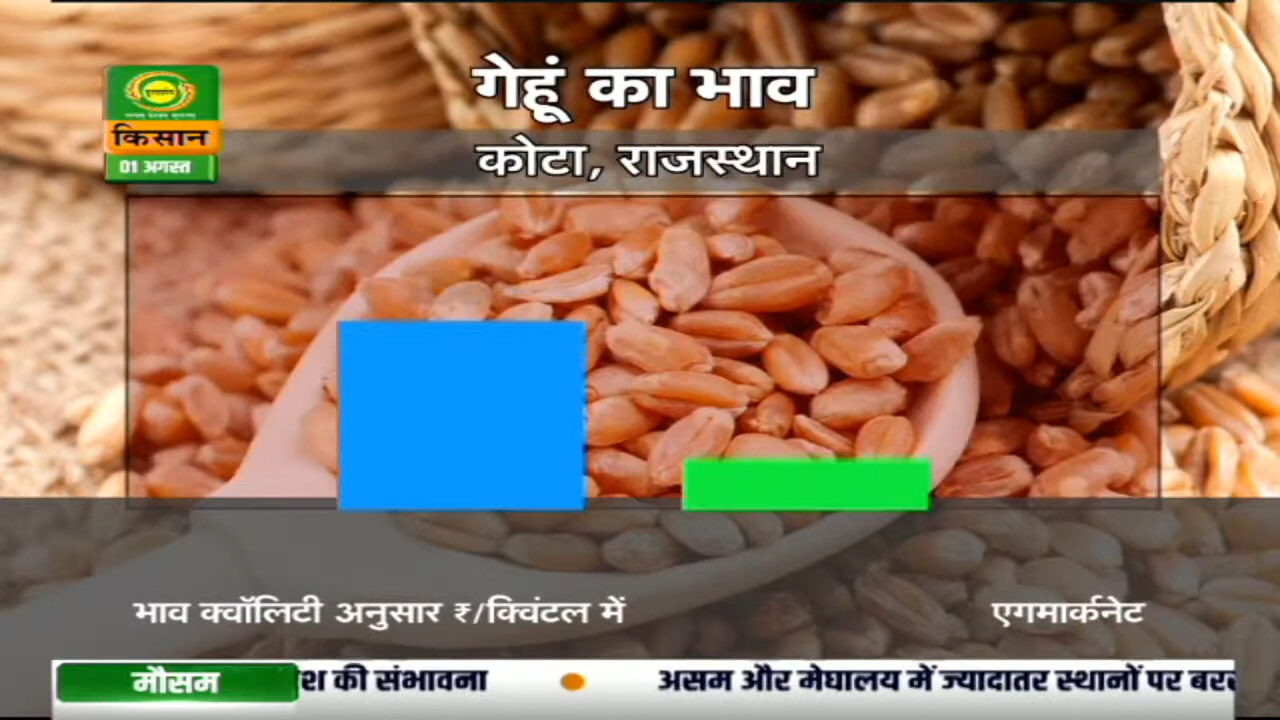 गेहूं का भाव
कोटा, राजस्थान
किसान
01 अगस्त
भाव क्वॉलिटी अनुसार ₹/क्विंटल में
एगमार्कनेट
मौसम
की संभावना
असम और मेघालय में ज्यादातर स्थानों पर